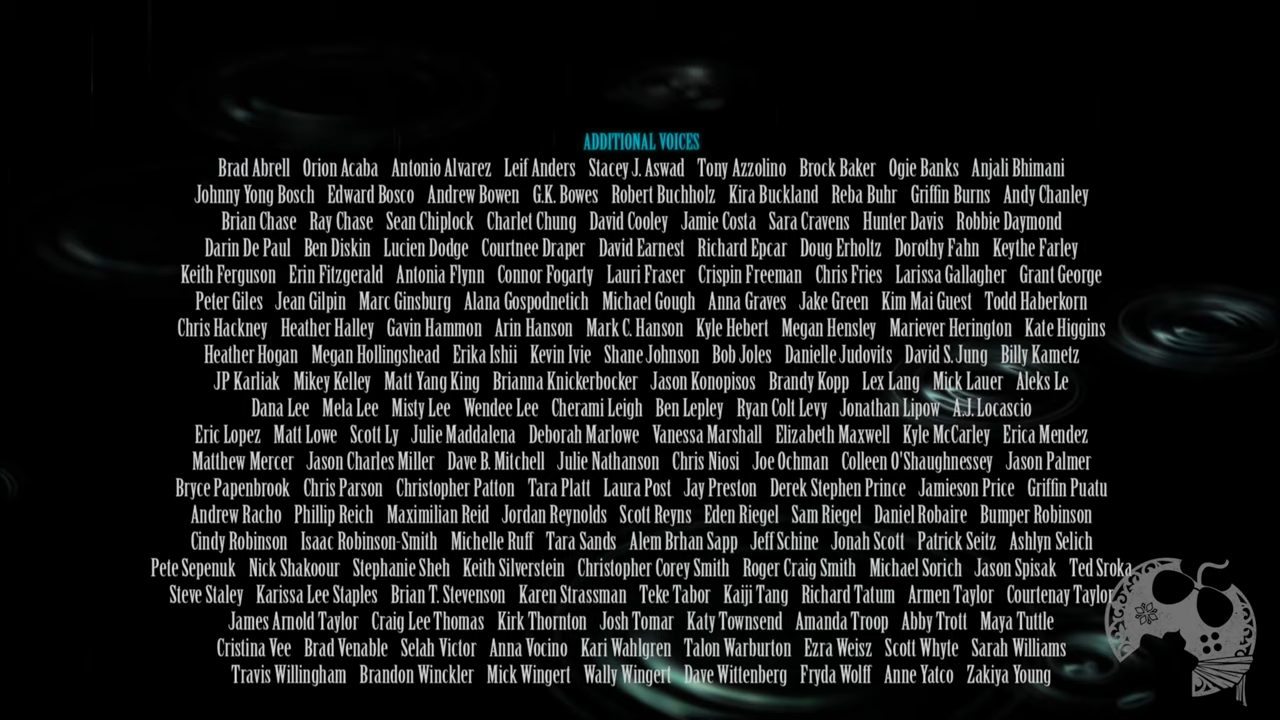 ADDITIONAL VOICES
Brad Abrell Orion Acaba Antonio Alvarez Leif Anders Stacey J. Aswad Tony Azzolino Brock Baker Ogie Banks Anjali Bhimani
Johnny Yong Bosch Edward Bosco Andrew Bowen G.K. Bowes Robert Buchholz Kira Buckland Reba Buhr Griffin Burns Andy Chanley
Brian Chase Ray Chase Sean Chiplock Charlet Chung David Cooley Jamie Costa Sara Cravens Hunter Davis Robbie Daymond
Darin De Paul Ben Diskin Lucien Dodge Courtnee Draper David Earnest Richard Epcar Doug Erholtz Dorothy Fahn Keythe Farley
Keith Ferguson Erin Fitzgerald Antonia Flynn Connor Fogarty Lauri Fraser Crispin Freeman Chris Fries Larissa Gallagher Grant George
Peter Giles Jean Gilpin Marc Ginsburg Alana Gospodnetich Michael Gough Anna Graves Jake Green Kim Mai Guest Todd Haberkorn
Chris Hackney Heather Halley Gavin Hammon Arin Hanson Mark C. Hanson Kyle Hebert Megan Hensley Mariever Herington Kate Higgins
Heather Hogan Megan Hollingshead Erika Ishii Kevin Ivie Shane Johnson Bob Joles Danielle Judovits David S. Jung Billy Kametz
JP Karliak Mikey Kelley Matt Yang King Brianna Knickerbocker Jason Konopisos Brandy Kopp Lex Lang Mick Lauer Aleks Le
Dana Lee Mela Lee Misty Lee Wendee Lee Cherami Leigh Ben Lepley Ryan Colt Levy Jonathan Lipow A.J. Locascio
Eric Lopez Matt Lowe Scott Ly Julie Maddalena Deborah Marlowe Vanessa Marshall Elizabeth Maxwell Kyle McCarley Erica Mendez
Matthew Mercer Jason Charles Miller Dave B. Mitchell Julie Nathanson Chris Niosi Joe Ochman Colleen O'Shaughnessey Jason Palmer
Bryce Papenbrook Chris Parson Christopher Patton Tara Platt Laura Post Jay Preston Derek Stephen Prince Jamieson Price Griffin Puatu
Andrew Racho Phillip Reich Maximilian Reid Jordan Reynolds Scott Reyns Eden Riegel Sam Riegel Daniel Robaire Bumper Robinson
Cindy Robinson Isaac Robinson-Smith Michelle Ruff Tara Sands Alem Brhan Sapp Jeff Schine Jonah Scott Patrick Seitz Ashlyn Selich
Pete Sepenuk Nick Shakoour Stephanie Sheh Keith Silverstein Christopher Corey Smith Roger Craig Smith Michael Sorich Jason Spisak Ted Sroka
Steve Staley Karissa Lee Staples Brian T. Stevenson Karen Strassman Teke Tabor Kaiji Tang Richard Tatum Armen Taylor Courtenay Taylor
James Arnold Taylor Craig Lee Thomas Kirk Thornton Josh Tomar Katy Townsend Amanda Troop Abby Trott Maya Tuttle
Cristina Vee Brad Venable Selah Victor Anna Vocino Kari Wahlgren Talon Warburton Ezra Weisz Scott Whyte Sarah Williams
Travis Willingham Brandon Winckler Mick Wingert Wally Wingert Dave Wittenberg Fryda Wolff Anne Yatco Zakiya Young